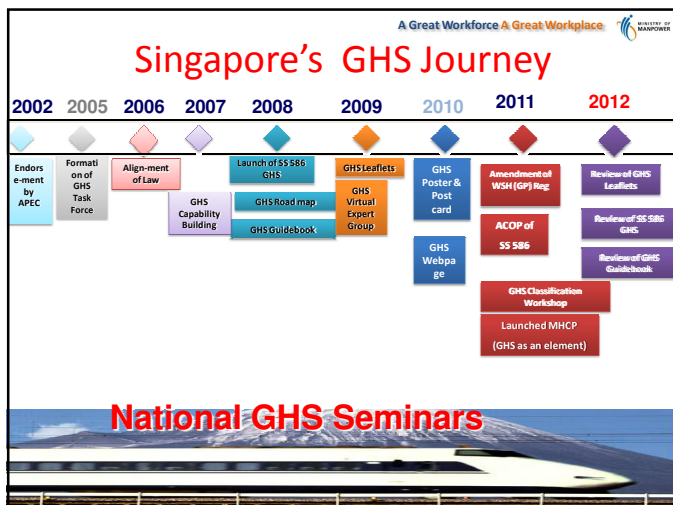 A Great Workforce A Great Workplace
MINISTRY OF
MANPOWER
Singapore's GHS Journey
2002
2005
2006
2007
2008
2009
2010
2011
2012
Endors
e-ment
by
APEC
Formati
on of
GHS
Task
Force
Align-ment
of Law
GHS
Capability
Building
Launch of SS 586
GHS
GHS Road map
GHS Guidebook
GHS Leaflets
GHS
Virtual
Expert
Group
GHS
Poster &
Post
card
GHS
Webpa
ge
Amendment of
WSH (GP) Reg
ACOP of
SS 586
GHS Classification
Workshop
Launched MHCP
(GHS as an element)
Review of GHS
Leaflets
Review of SS 586
GHS
Review of GHS
Guidebook
National GHS Seminars